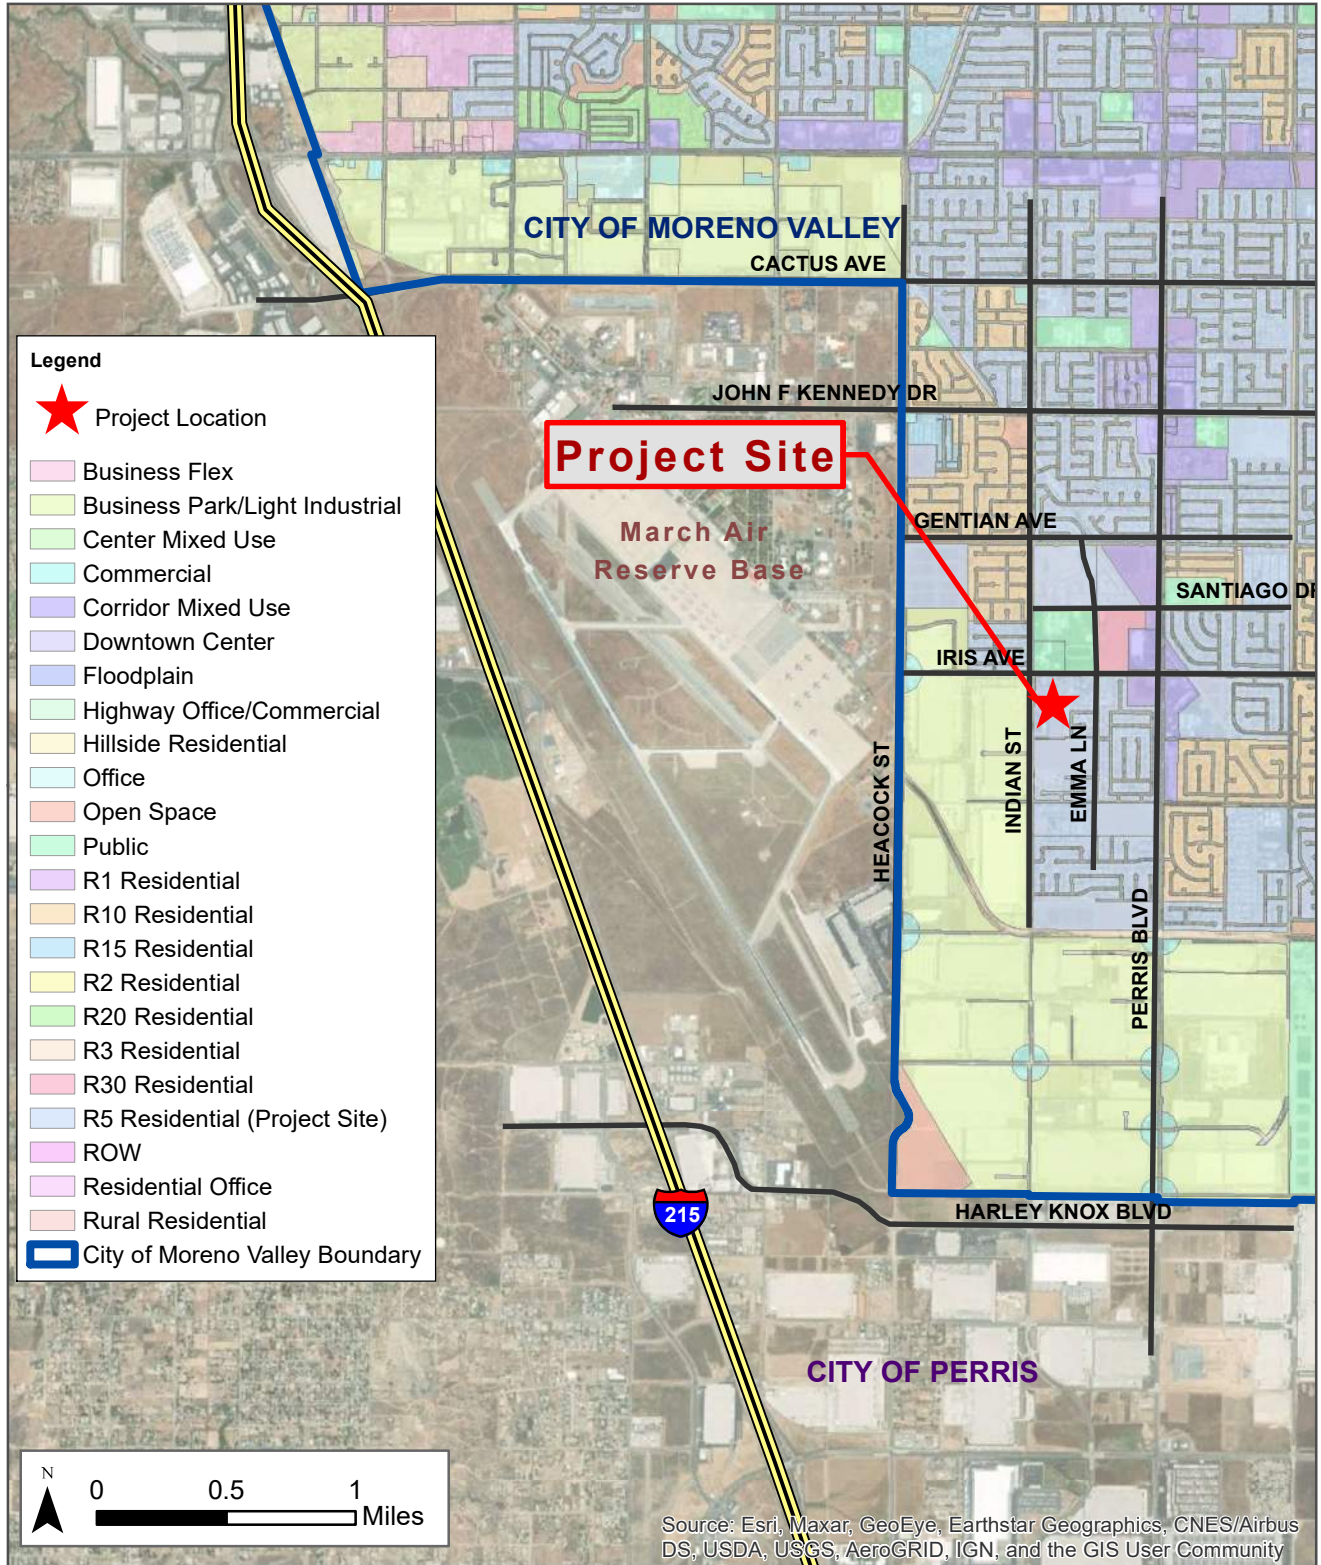 CITY OF MORENO VALLEY
CACTUS AVE
Legend
Project Location
Business Flex
Business Park/Light Industrial
Center Mixed Use
Commercial
Corridor Mixed Use
Downtown Center
Floodplain
Highway Office/Commercial
Hillside Residential
Office
Open Space
Public
R1 Residential
R10 Residential
R15 Residential
R2 Residential
R20 Residential
R3 Residential
R30 Residential
R5 Residential (Project Site)
ROW
Residential Office
Rural Residential
City of Moreno Valley Boundary
JOHN F KENNEDY DR
Project Site
March Air
Reserve Base
GENTIAN AVE
SANTIAGO DR
IRIS AVE
HEACOCK ST
INDIAN ST
EMMA LN
PERRIS BLVD
215
HARLEY KNOX BLVD
CITY OF PERRIS
N
0 0.5 1
Miles
Source: Esri, Maxar, GeoEye, Earthstar Geographics, CNES/Airbus
DS, USDA, USGS, AeroGRID, IGN, and the GIS User Community